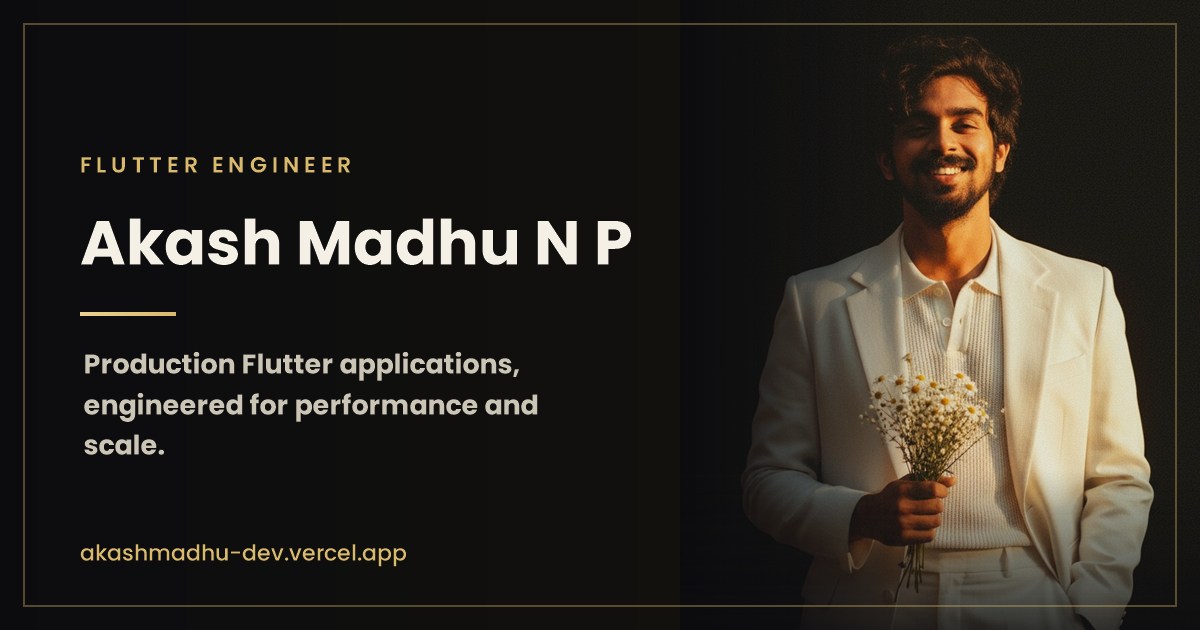 FLUTTER ENGINEER
Akash Madhu N P
Production Flutter applications,
engineered for performance and
scale.
akashmadhu-dev.vercel.app